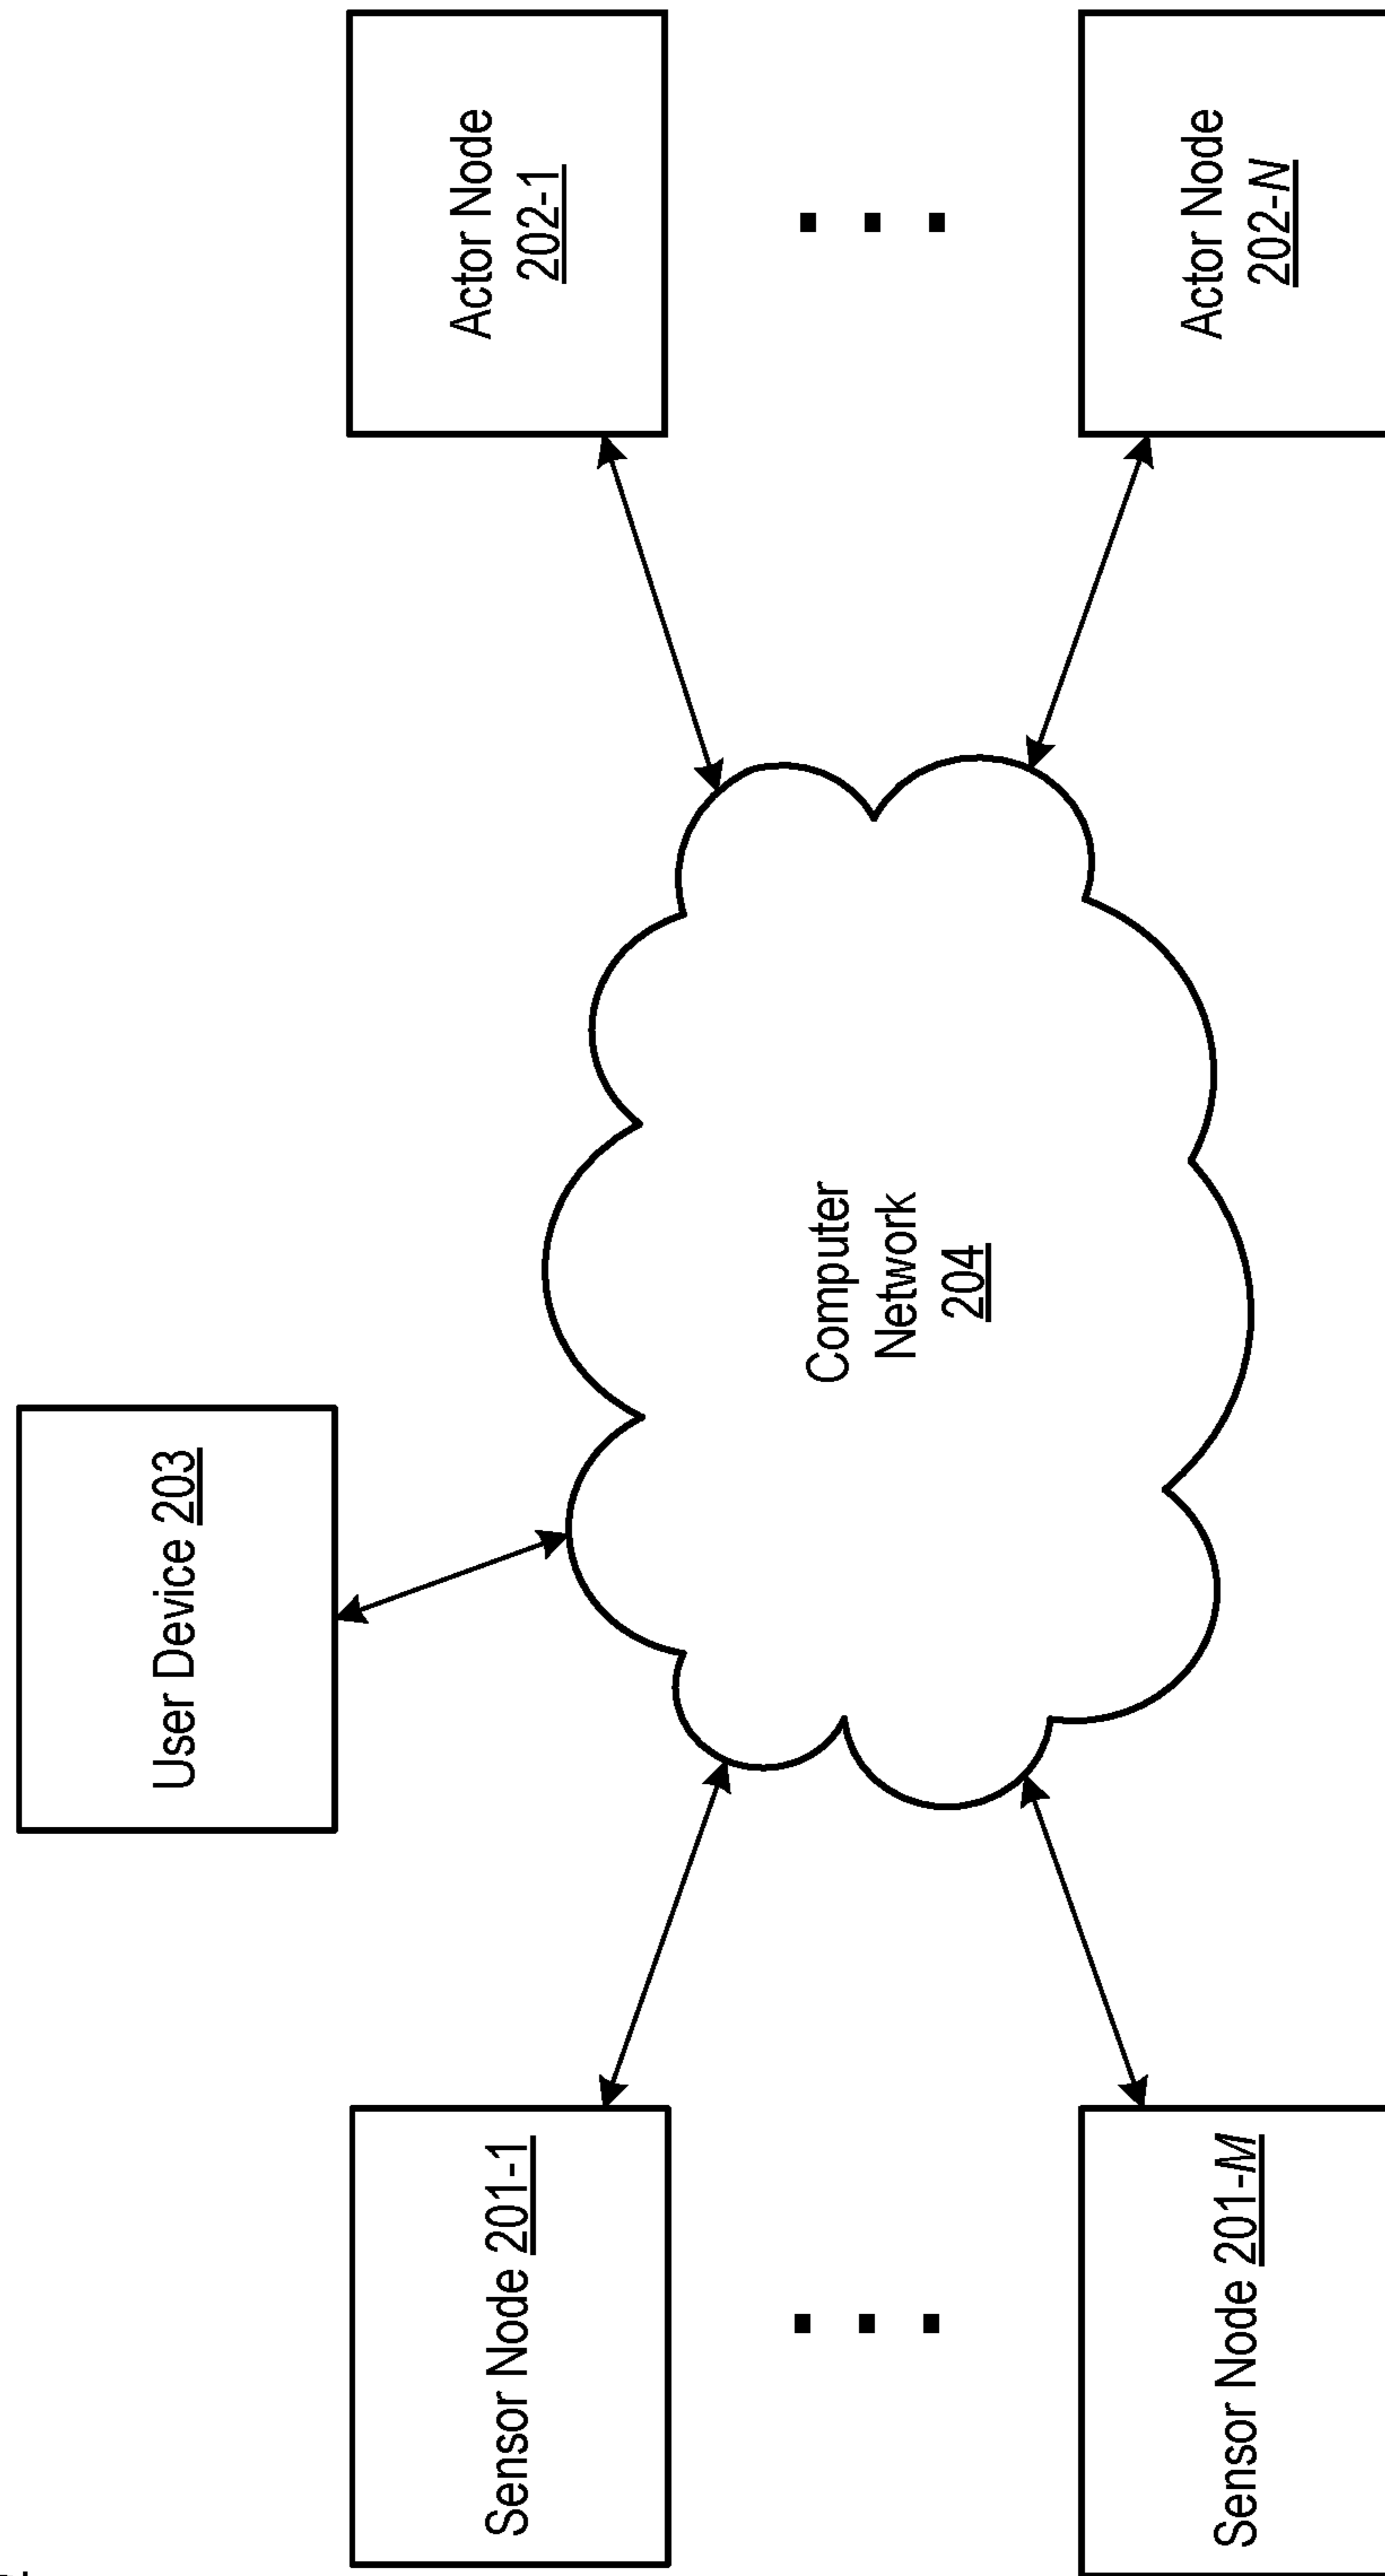 User Device 203
Sensor Node 201-1
Actor Node
202-1
Computer
Network
204
Sensor Node 201-M
Actor Node
202-N